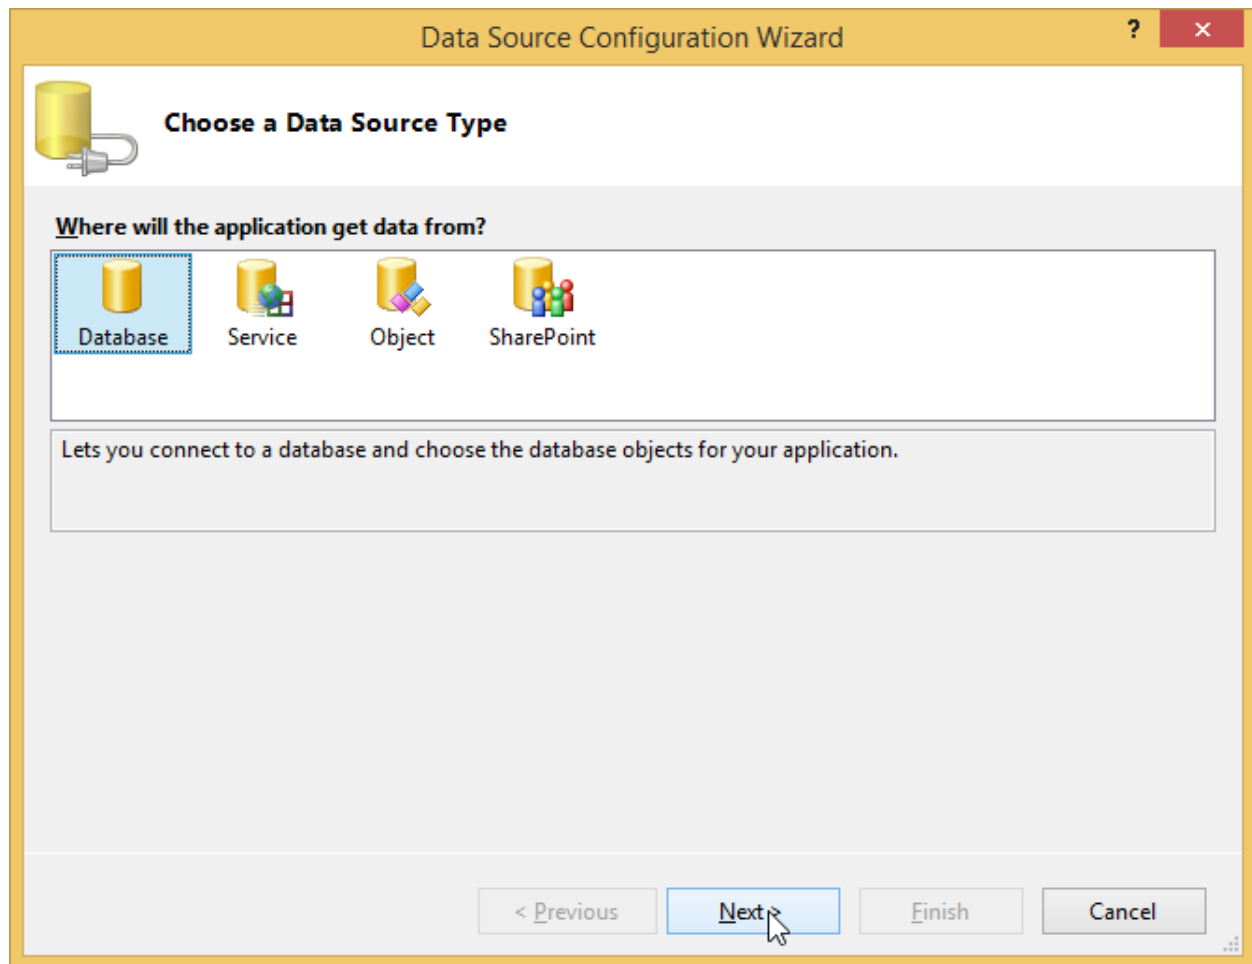 Data Source Configuration Wizard
?
Choose a Data Source Type
Where will the application get data from?
Database Service Object SharePoint
Lets you connect to a database and choose the database objects for your application.
< Previous Next > Finish Cancel